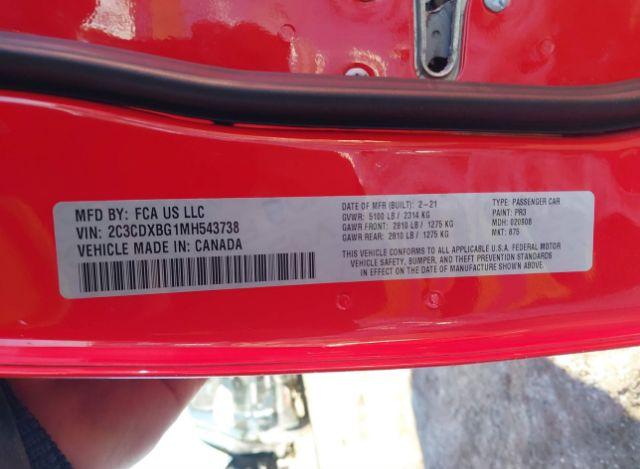 MFD BY: FCA US LLC
VIN: 2C3CDXBG1MH543738
VEHICLE MADE IN: CANADA
DATE OF MFR (BUILT): 2-21
GVWR: 5100 LB / 2314 KG
GAWR FRONT: 2810 LB / 1275 KG
GAWR REAR: 2810 LB / 1275 KG
TYPE: PASSENGER CAR
PAINT: PR3
MDH: 020908
MKT: 875
THIS VEHICLE CONFORMS TO ALL APPLICABLE U.S.A. FEDERAL MOTOR
VEHICLE SAFETY, BUMPER, AND THEFT PREVENTION STANDARDS
IN EFFECT ON THE DATE OF MANUFACTURE SHOWN ABOVE.